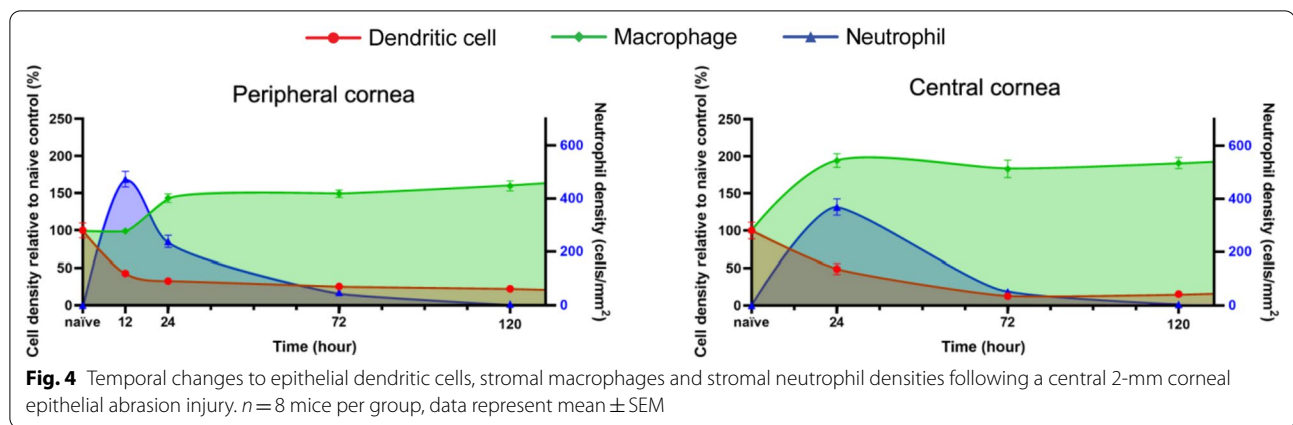 Dendritic cell Macrophage Neutrophil
Peripheral cornea
Cell density relative to naive control (%)
250
200
150
100
50
0
naïve 12 24 72 120
Time (hour)
Neutrophil density (cells/mm²)
600
400
200
0
Central cornea
Cell density relative to naive control (%)
250
200
150
100
50
0
naïve 24 72 120
Time (hour)
Neutrophil density (cells/mm²)
600
400
200
0
Fig. 4 Temporal changes to epithelial dendritic cells, stromal macrophages and stromal neutrophil densities following a central 2-mm corneal
epithelial abrasion injury. n = 8 mice per group, data represent mean ± SEM